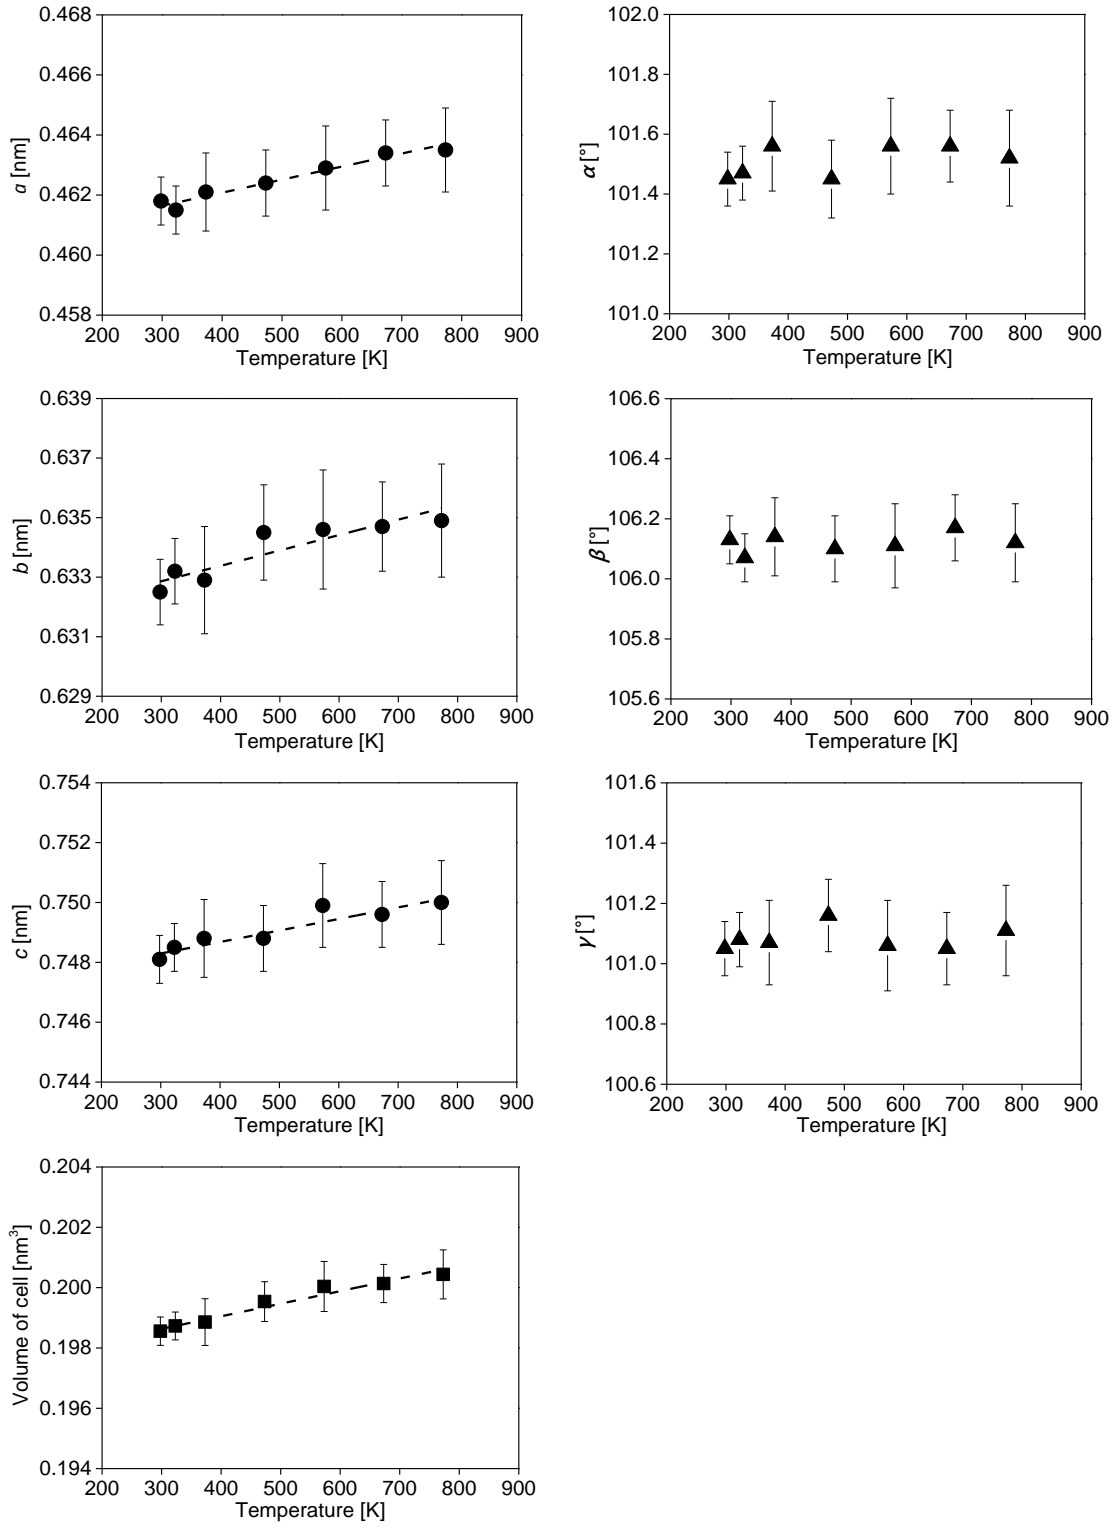 0.468
0.466
0.464
0.462
0.460
0.458
a [nm]
200 300 400 500 600 700 800 900
Temperature [K]
102.0
101.8
101.6
101.4
101.2
101.0
α [°]
200 300 400 500 600 700 800 900
Temperature [K]
0.639
0.637
0.635
0.633
0.631
0.629
b [nm]
200 300 400 500 600 700 800 900
Temperature [K]
106.6
106.4
106.2
106.0
105.8
105.6
β [°]
200 300 400 500 600 700 800 900
Temperature [K]
0.754
0.752
0.750
0.748
0.746
0.744
c [nm]
200 300 400 500 600 700 800 900
Temperature [K]
101.6
101.4
101.2
101.0
100.8
100.6
γ [°]
200 300 400 500 600 700 800 900
Temperature [K]
0.204
0.202
0.200
0.198
0.196
0.194
Volume of cell [nm³]
200 300 400 500 600 700 800 900
Temperature [K]